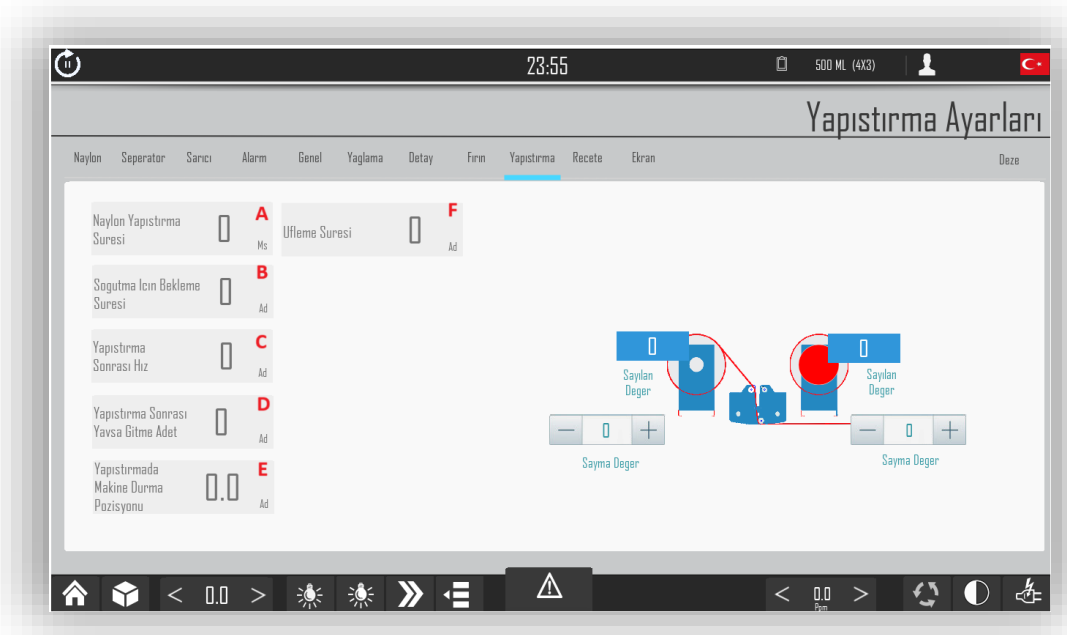 23:55
500 ML (4X3)
Yapıstırma Ayarları
Naylon Seperator Sarıcı Alarm Genel Yaglama Detay Fırın Yapıstırma Recete Ekran Deze
Naylon Yapıstırma
Suresi
0
A
Ms
Ufleme Suresi
0
F
Ad
Sogutma Icın Bekleme
Suresi
0
B
Ad
Yapıstırma
Sonrası Hız
0
C
Ad
Yapıstırma Sonrası
Yavsa Gitme Adet
0
D
Ad
Yapıstırmada
Makine Durma
Pozisyonu
0.0
E
Ad
0
Sayılan
Deger
0
Sayılan
Deger
— 0 +
Sayma Deger
— 0 +
Sayma Deger
< 0.0 >
< 0.0 >
Ppm